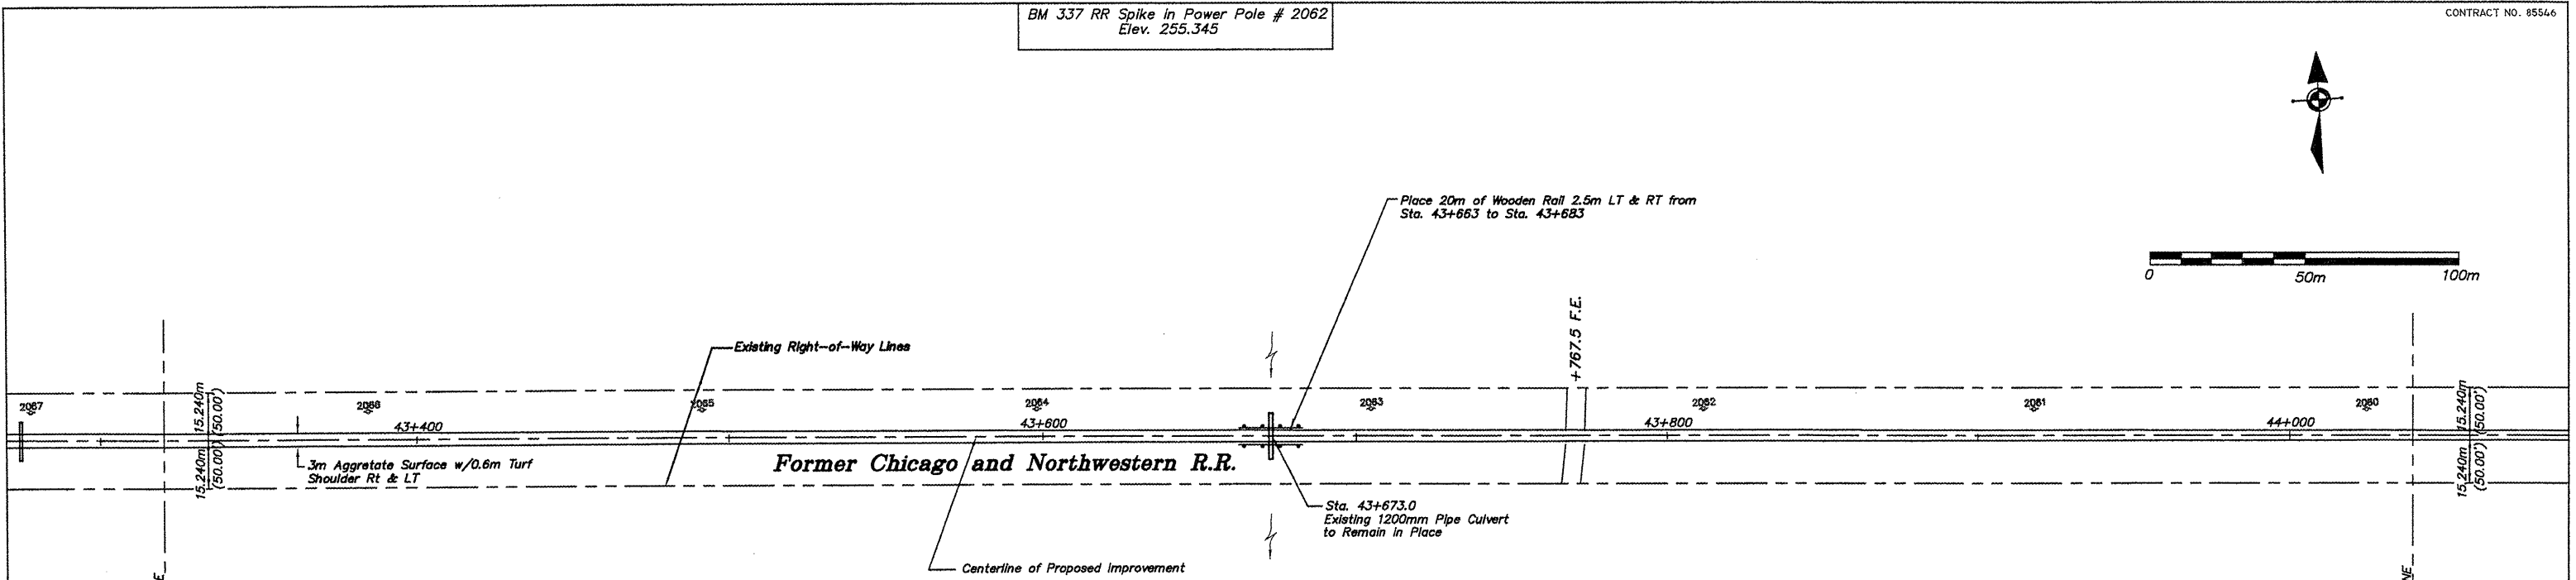 BM 337 RR Spike in Power Pole # 2062
Elev. 255.345
CONTRACT NO. 85546
Place 20m of Wooden Rail 2.5m LT & RT from
Sta. 43+663 to Sta. 43+683
0 50m 100m
+767.5 F.E.
Existing Right-of-Way Lines
2067 2066 2065 2064 2063 2062 2061 2060
15.240m
(50.00')
15.240m
(50.00')
43+400 43+600 43+800 44+000
15.240m
(50.00')
15.240m
(50.00')
3m Aggretate Surface w/0.6m Turf
Shoulder Rt & LT
Former Chicago and Northwestern R.R.
Sta. 43+673.0
Existing 1200mm Pipe Culvert
to Remain in Place
Centerline of Proposed Improvement